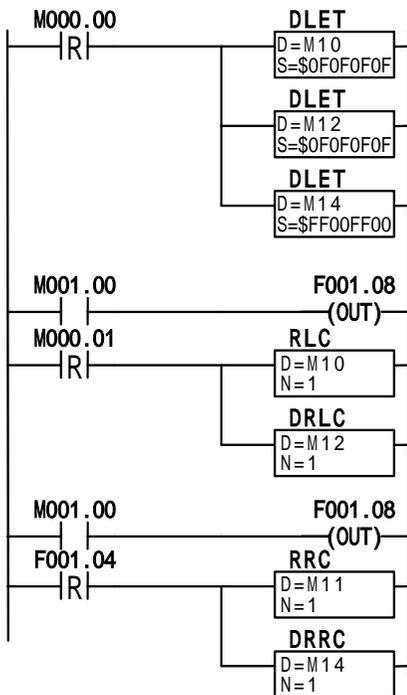 M000.00 DLET
R D=M10
S=$0F0F0F0F
DLET
D=M12
S=$0F0F0F0F
DLET
D=M14
S=$FF00FF00
M001.00 F001.08
(OUT)
M000.01 RLC
R D=M10
N=1
DRLC
D=M12
N=1
M001.00 F001.08
(OUT)
F001.04 RRC
R D=M11
N=1
DRRC
D=M14
N=1